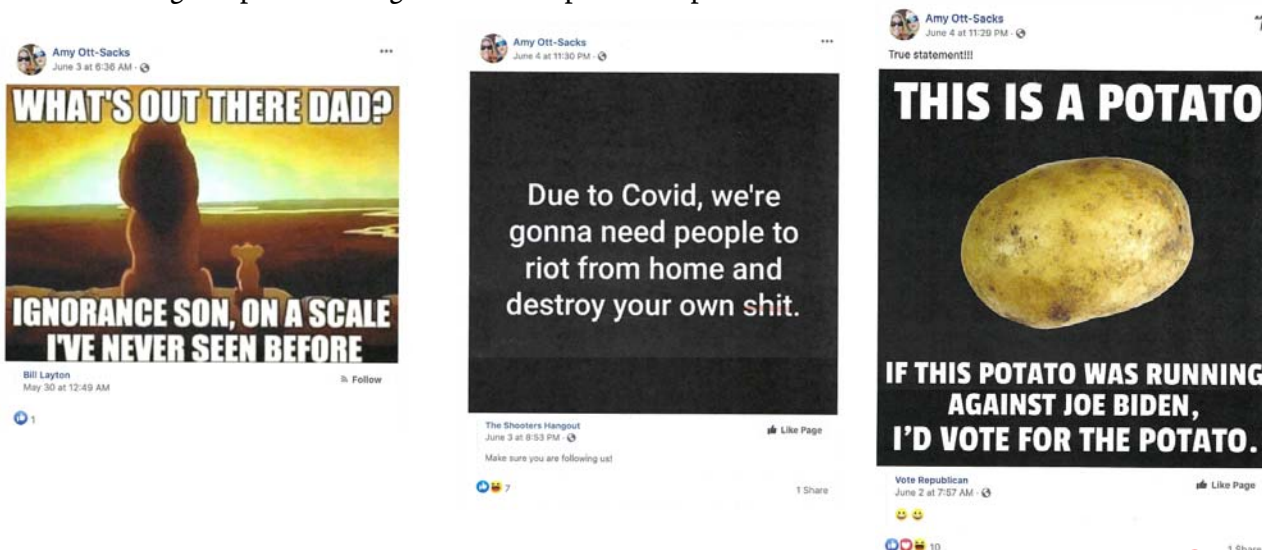 Amy Ott-Sacks
June 3 at 6:36 AM
WHAT'S OUT THERE DAD?
IGNORANCE SON, ON A SCALE
I'VE NEVER SEEN BEFORE
Bill Layton
May 30 at 12:49 AM
Follow
1
Amy Ott-Sacks
June 4 at 11:30 PM
Due to Covid, we're
gonna need people to
riot from home and
destroy your own shit.
The Shooters Hangout
June 3 at 8:53 PM
Like Page
Make sure you are following us!
7
1 Share
Amy Ott-Sacks
June 4 at 11:29 PM
True statement!!!
THIS IS A POTATO
IF THIS POTATO WAS RUNNING
AGAINST JOE BIDEN,
I'D VOTE FOR THE POTATO.
Vote Republican
June 2 at 7:57 AM
Like Page
10
1 Share